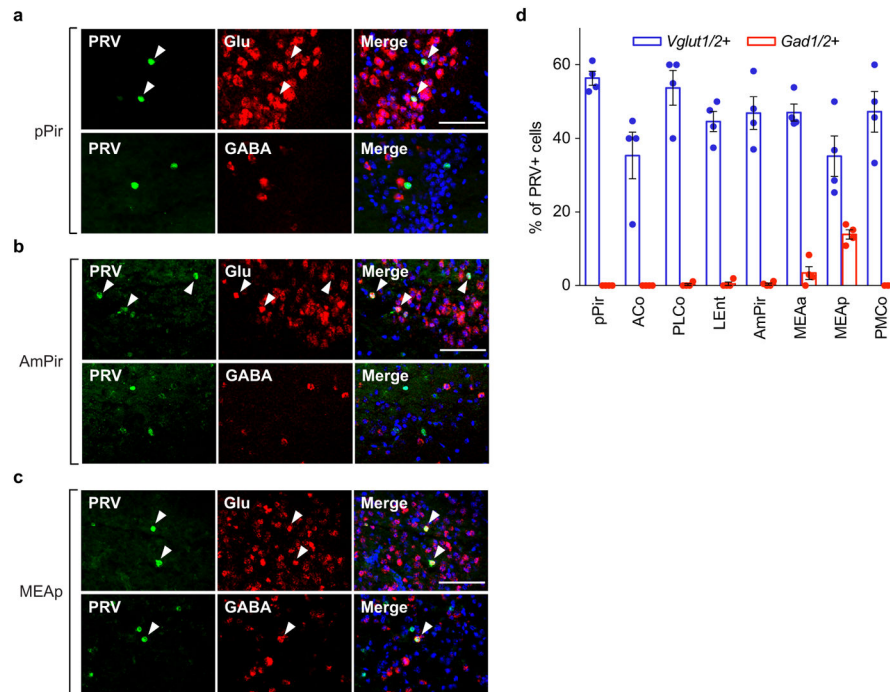 a
PRV
Glu
Merge
pPir
PRV
GABA
Merge
b
PRV
Glu
Merge
AmPir
PRV
GABA
Merge
c
PRV
Glu
Merge
MEAp
PRV
GABA
Merge
d
Vglut1/2+ Gad1/2+
% of PRV+ cells
60
40
20
0
pPir
ACo
PLCo
LEnt
AmPir
MEAa
MEAp
PMCo